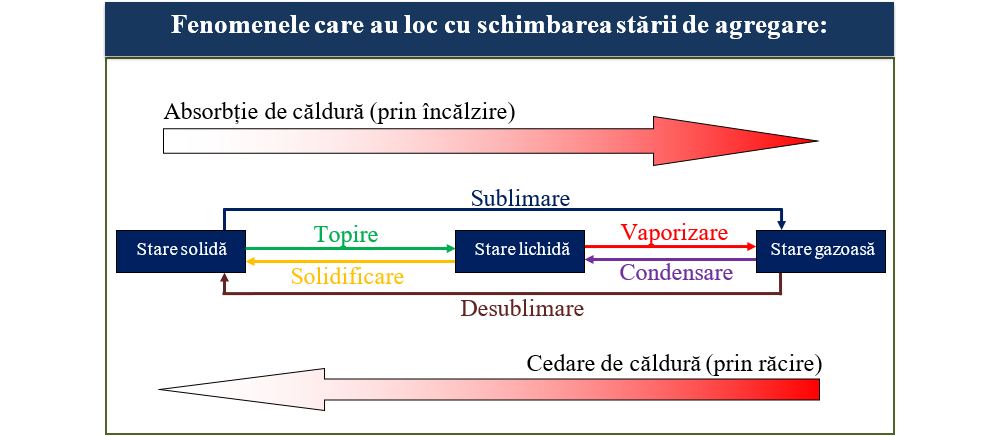 Fenomenele care au loc cu schimbarea stării de agregare:
Absorbție de căldură (prin încălzire)
Sublimare
Topire
Vaporizare
Stare solidă
Stare lichidă
Stare gazoasă
Solidificare
Condensare
Desublimare
Cedare de căldură (prin răcire)